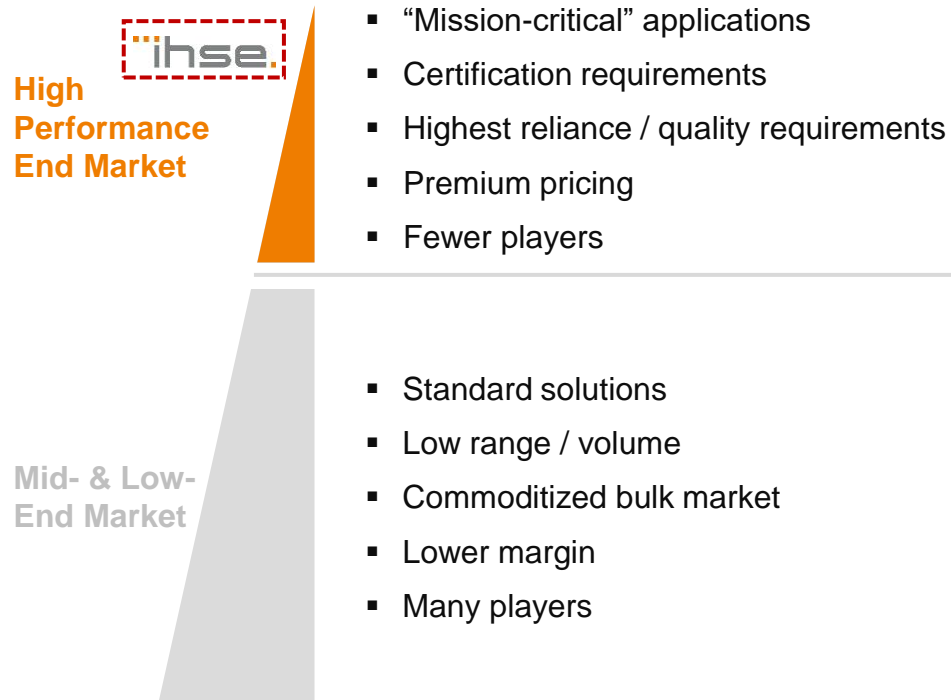 ihse.
High
Performance
End Market
▪ “Mission-critical” applications
▪ Certification requirements
▪ Highest reliance / quality requirements
▪ Premium pricing
▪ Fewer players
Mid- & Low-
End Market
▪ Standard solutions
▪ Low range / volume
▪ Commoditized bulk market
▪ Lower margin
▪ Many players